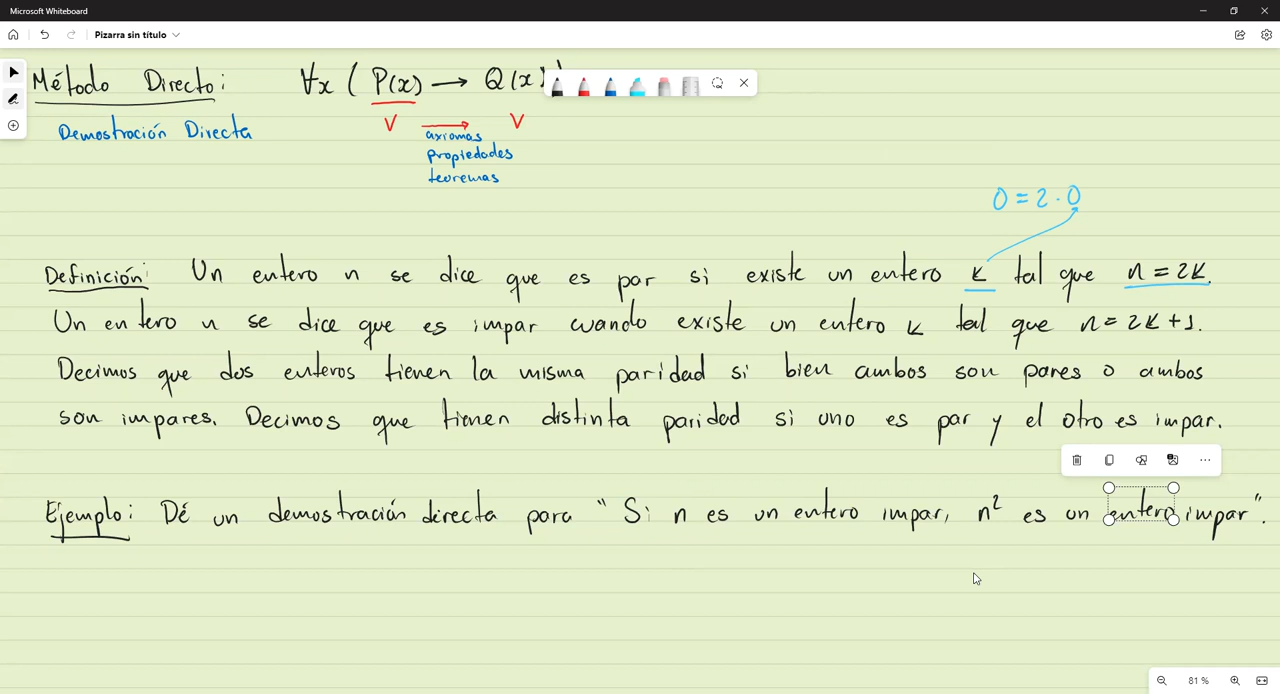 Microsoft Whiteboard
Pizarra sin título
Método Directo: ∀x ( P(x) → Q(x) )
Demostración Directa
V → V
axiomas
propiedades
teoremas
0 = 2 · 0
Definición: Un entero n se dice que es par si existe un entero k tal que n = 2k.
Un entero n se dice que es impar cuando existe un entero k tal que n = 2k + 1.
Decimos que dos enteros tienen la misma paridad si bien ambos son pares o ambos
son impares. Decimos que tienen distinta paridad si uno es par y el otro es impar.
Ejemplo: Dé un demostración directa para "Si n es un entero impar, n² es un entero impar".
81 %